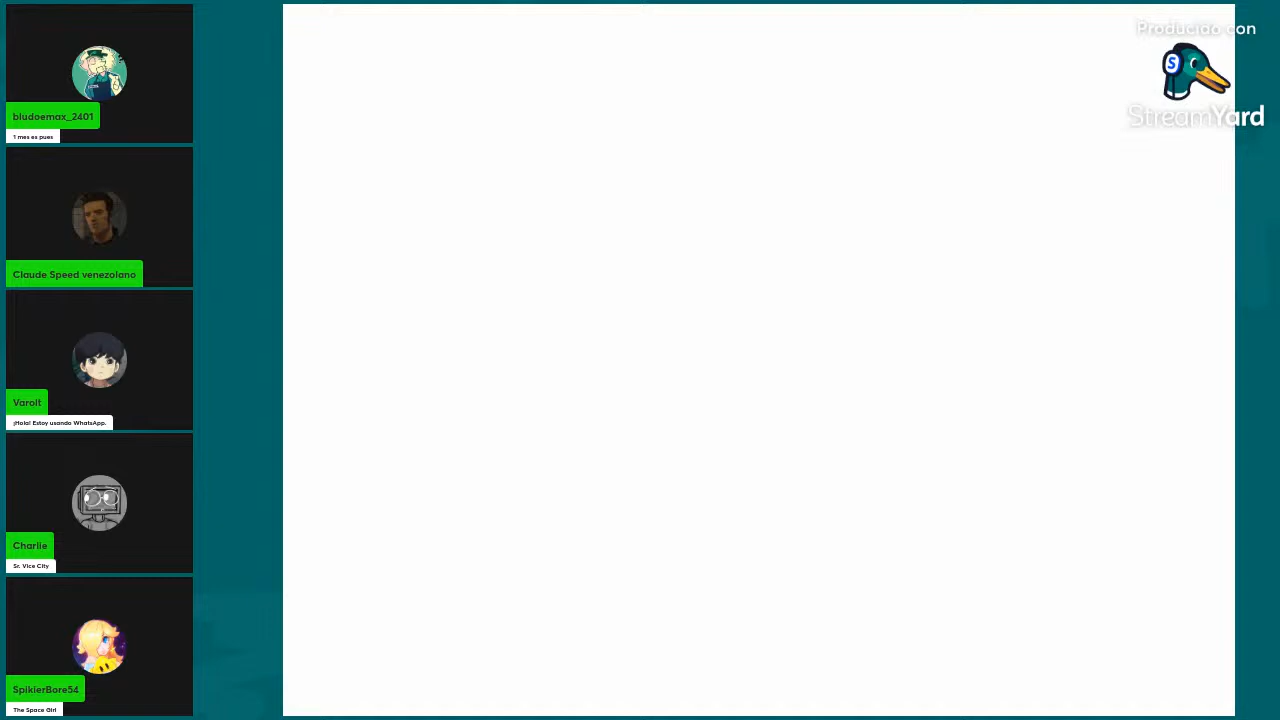 bludoemax_2401
1 mes es pues
Claude Speed venezolano
Varolt
¡Hola! Estoy usando WhatsApp.
Charlie
Sr. Vice City
SpiklerBore54
The Space Girl
Producido con
S
StreamYard